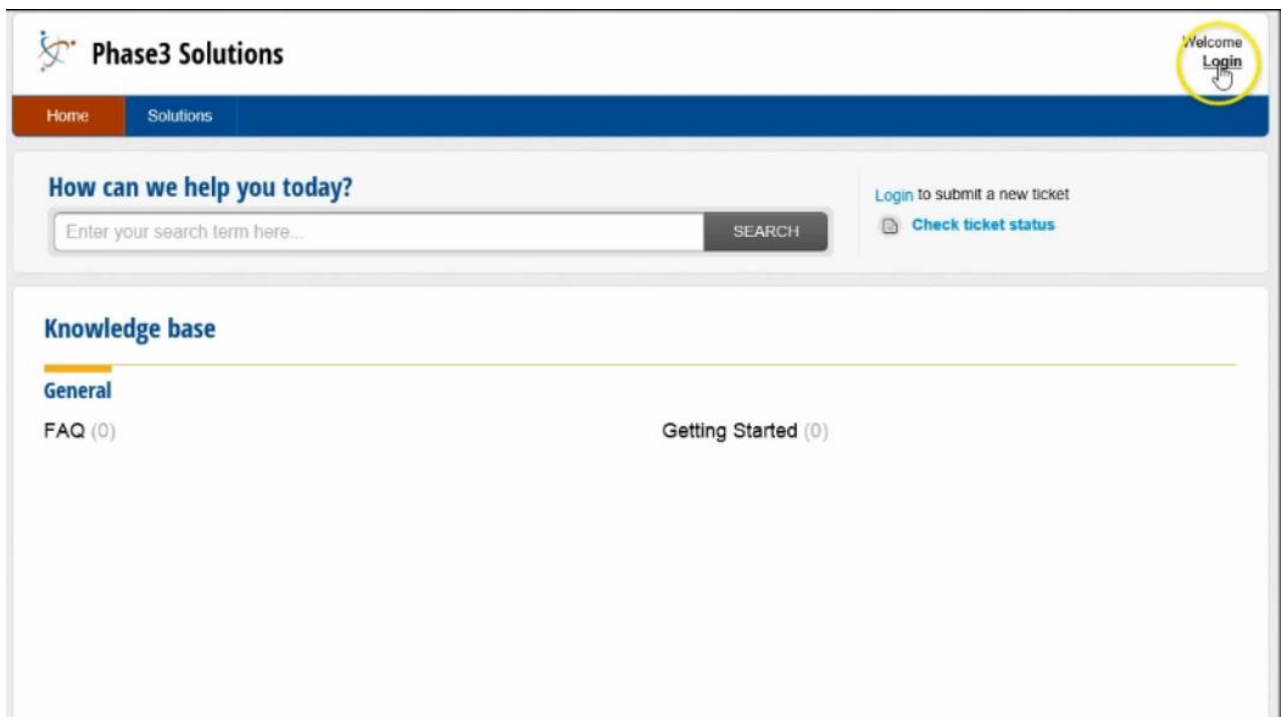 Phase3 Solutions
Welcome
Login
Home Solutions
How can we help you today?
Enter your search term here...
SEARCH
Login to submit a new ticket
Check ticket status
Knowledge base
General
FAQ (0)
Getting Started (0)